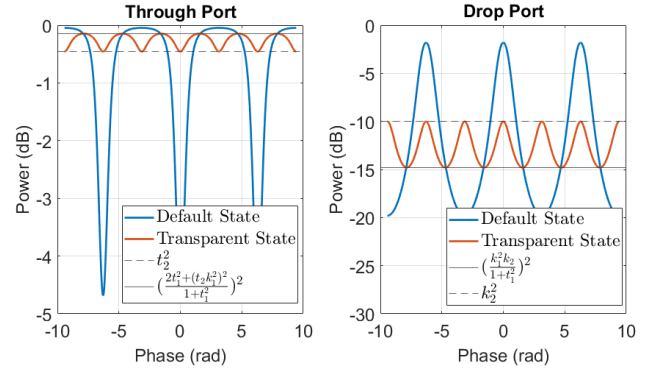 Through Port
Power (dB)
0
-1
-2
-3
-4
-5
Default State
Transparent State
t_2^2
(\frac{2t_1^2+(t_2k_1^2)^2}{1+t_1^2})^2
-10 -5 0 5 10
Phase (rad)
Drop Port
Power (dB)
0
-5
-10
-15
-20
-25
-30
Default State
Transparent State
(\frac{k_1^2k_2}{1+t_1^2})^2
k_2^2
-10 -5 0 5 10
Phase (rad)